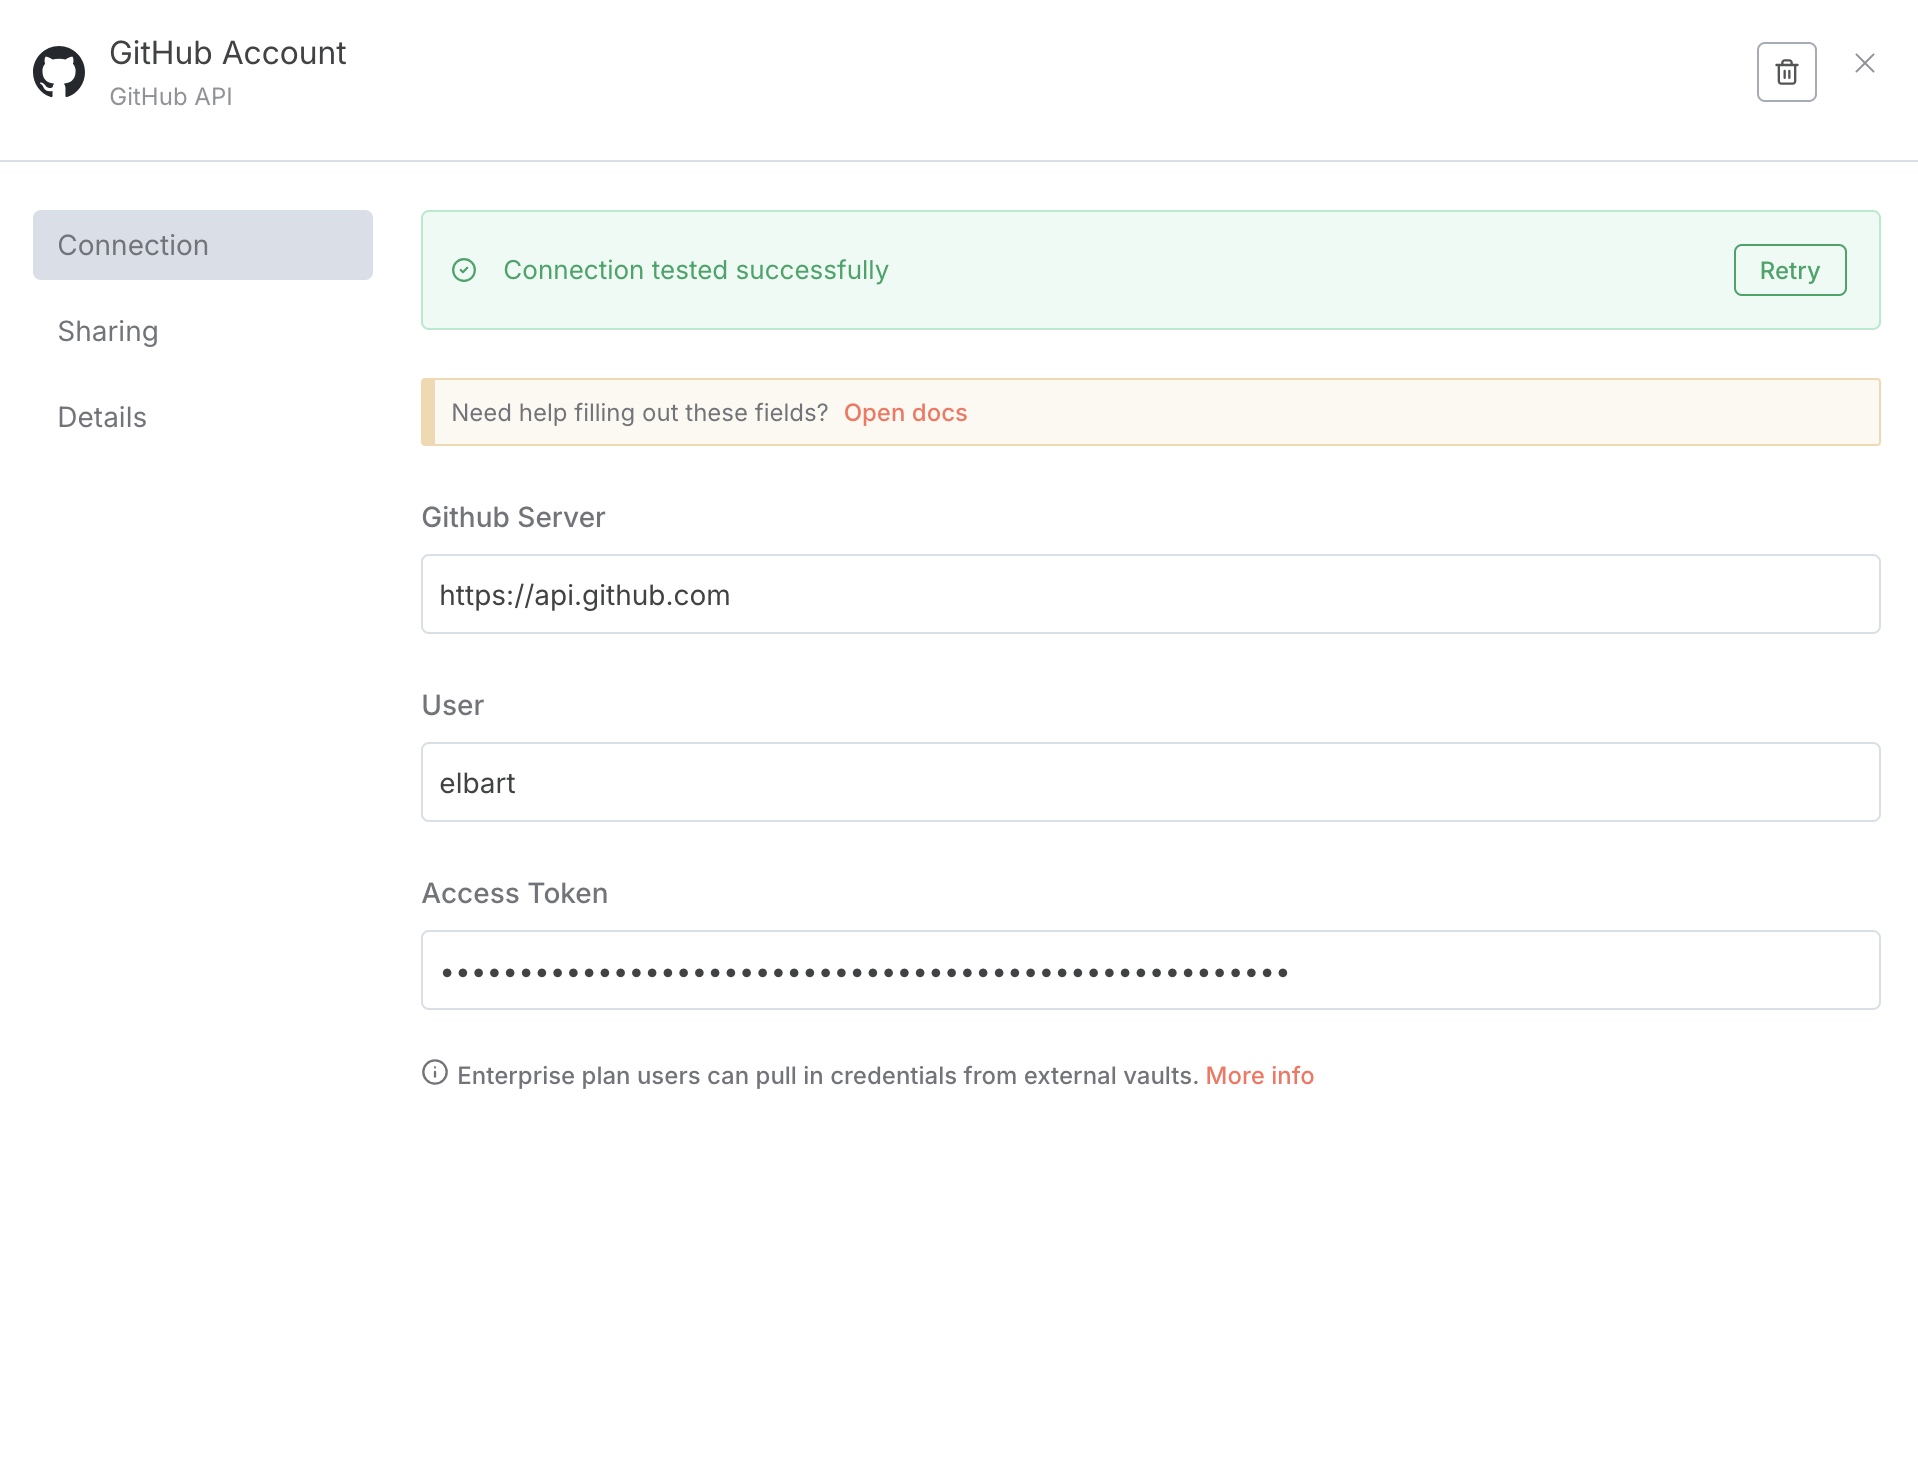 GitHub Account
GitHub API
Connection
Sharing
Details
Connection tested successfully
Retry
Need help filling out these fields? Open docs
Github Server
https://api.github.com
User
elbart
Access Token
••••••••••••••••••••••••••••••••••••••••••••••••••••••
Enterprise plan users can pull in credentials from external vaults. More info